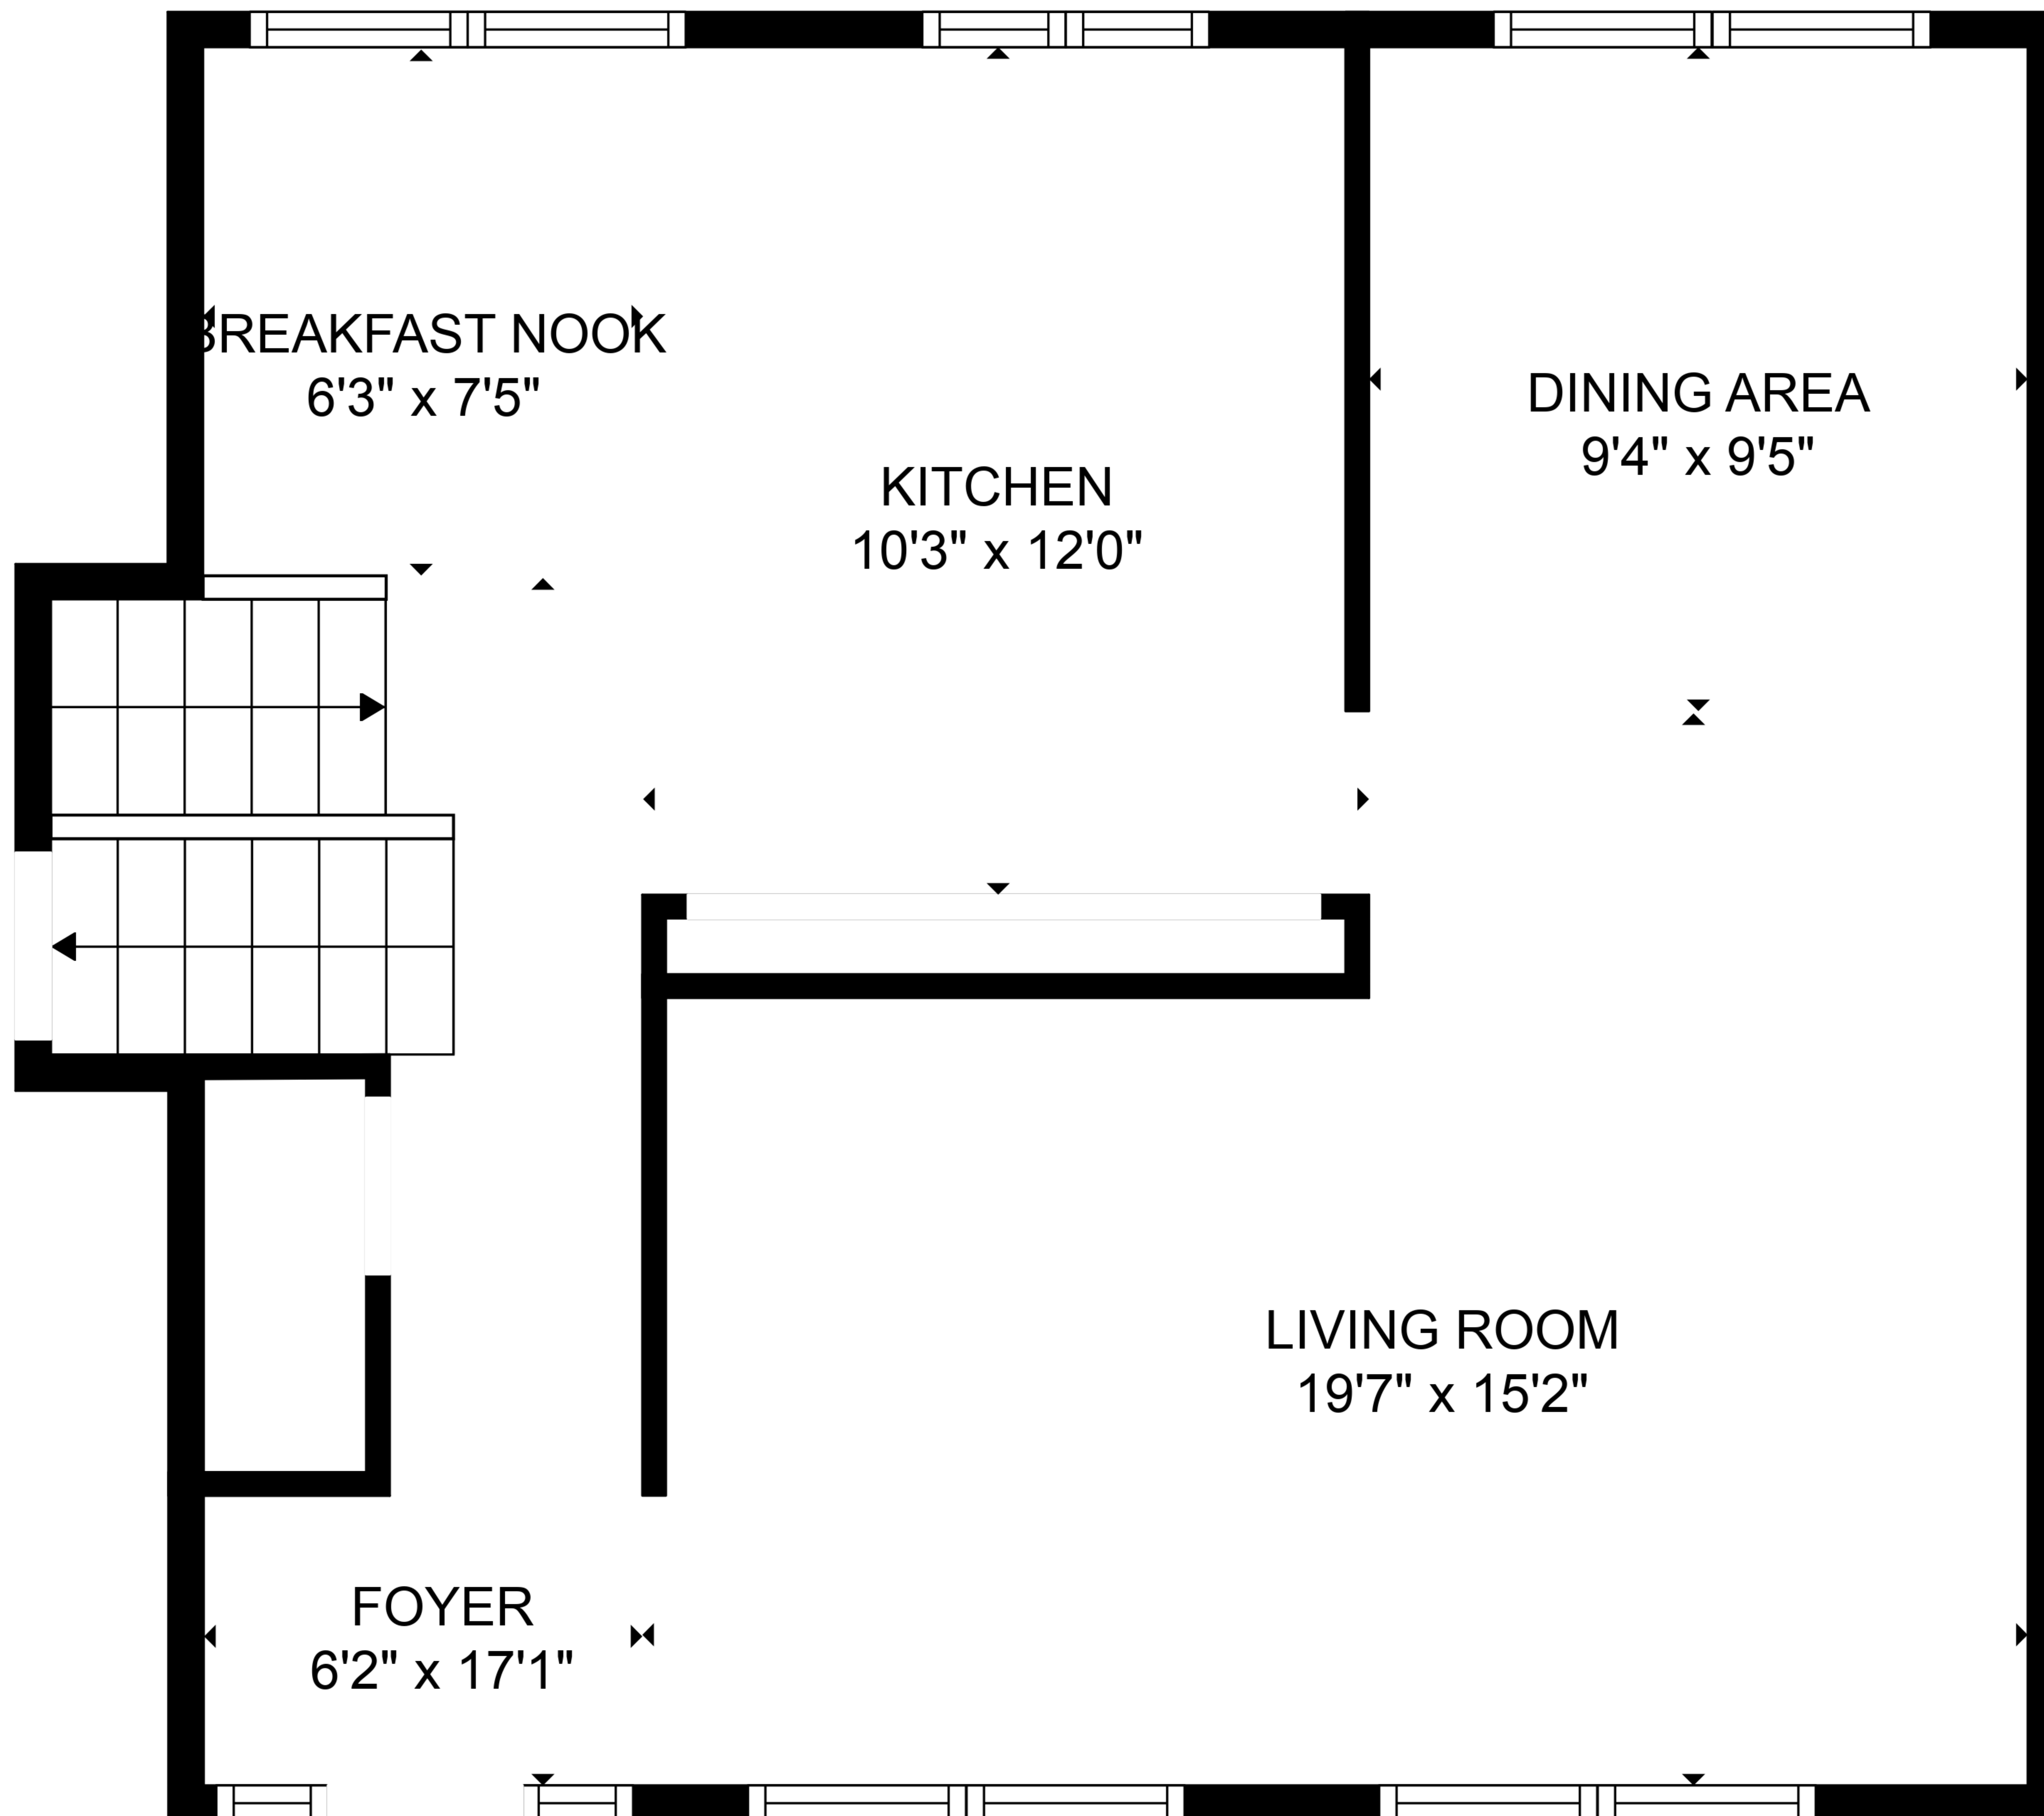 BREAKFAST NOOK
6'3" x 7'5"
DINING AREA
9'4" x 9'5"
KITCHEN
10'3" x 12'0"
LIVING ROOM
19'7" x 15'2"
FOYER
6'2" x 17'1"